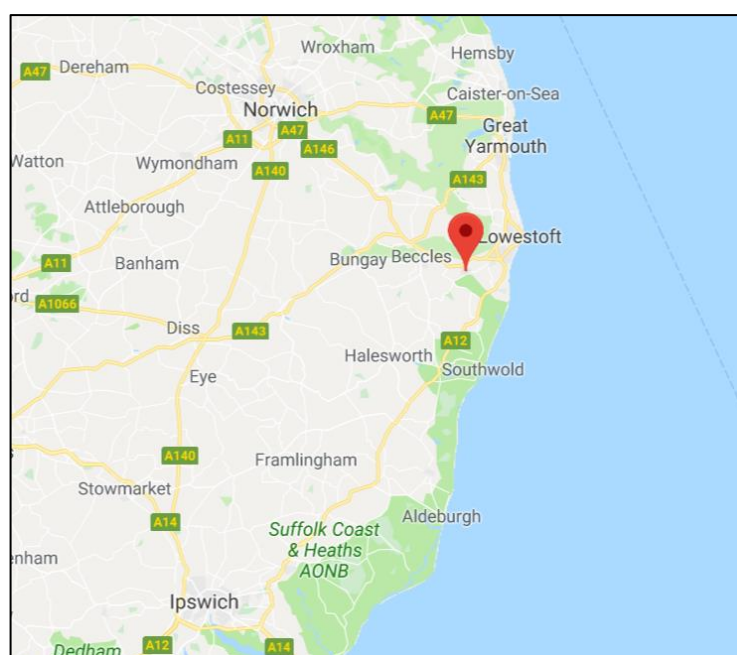 Wroxham
Hemsby
A47
Dereham
Costessey
Caister-on-Sea
Norwich
A47
A47
Great
Yarmouth
A11
A146
Watton
Wymondham
A140
A143
Attleborough
Lowestoft
A11
Banham
Bungay
Beccles
A1066
Diss
A143
A12
Halesworth
Southwold
Eye
A140
Framlingham
Stowmarket
A14
Aldeburgh
Suffolk Coast
& Heaths
AONB
Ipswich
A12
A14
Dedham